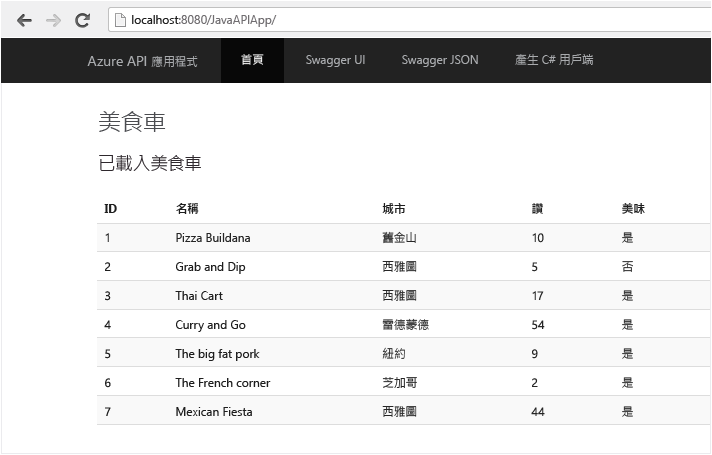 localhost:8080/JavaAPIApp/
Azure API 應用程式 首頁 Swagger UI Swagger JSON 產生 C# 用戶端
美食車
已載入美食車
ID 名稱 城市 讚 美味
1 Pizza Buildana 舊金山 10 是
2 Grab and Dip 西雅圖 5 否
3 Thai Cart 西雅圖 17 是
4 Curry and Go 雷德蒙德 54 是
5 The big fat pork 紐約 9 是
6 The French corner 芝加哥 2 是
7 Mexican Fiesta 西雅圖 44 是